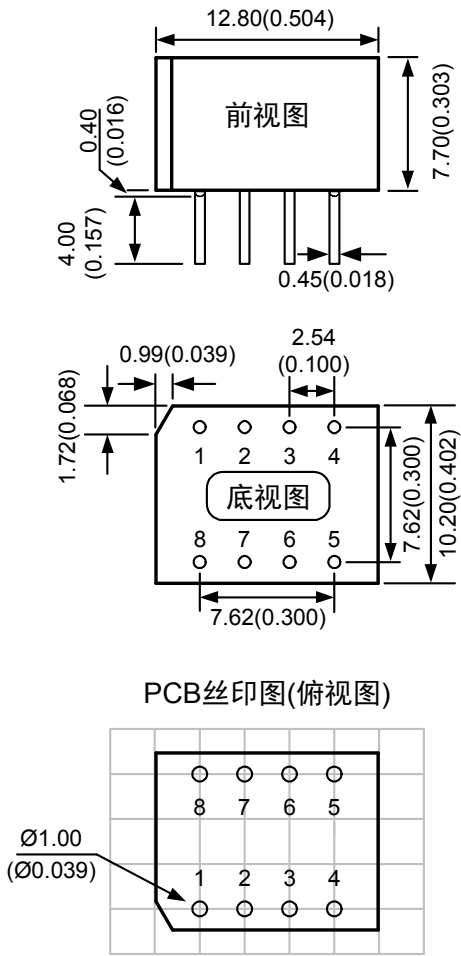 12.80(0.504)
前视图
7.70(0.303)
0.40
(0.016)
4.00
(0.157)
0.45(0.018)
2.54
(0.100)
0.99(0.039)
1.72(0.068)
1 2 3 4
底视图
8 7 6 5
7.62(0.300)
10.20(0.402)
7.62(0.300)
PCB丝印图(俯视图)
8 7 6 5
Ø1.00
(Ø0.039)
1 2 3 4